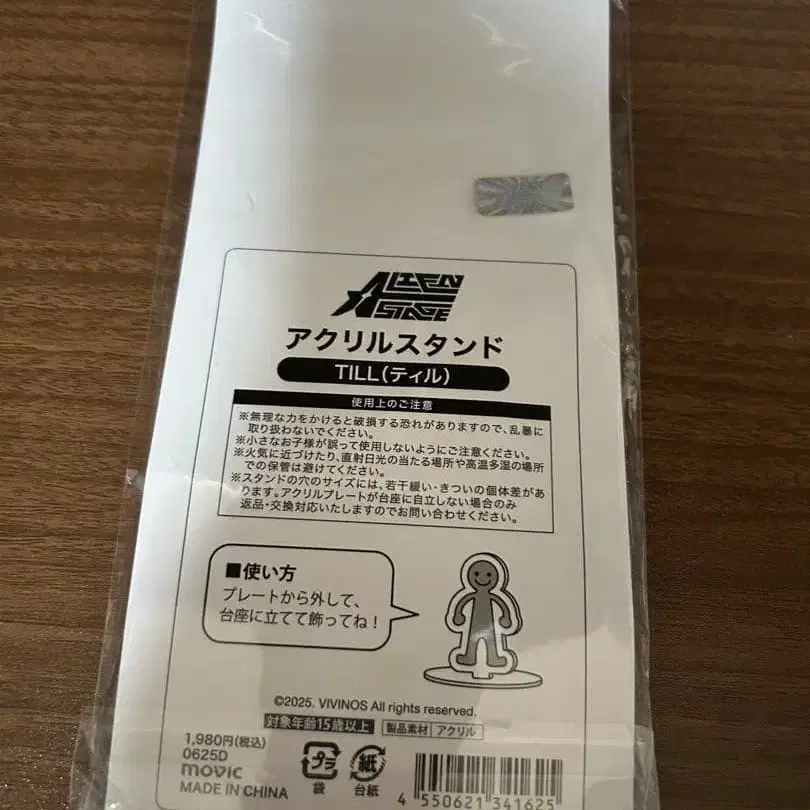 ALIEN
STAGE
アクリルスタンド
TILL(ティル)
使用上のご注意
※無理な力をかけると破損する恐れがありますので、乱暴に
取り扱わないでください。
※小さなお子様が誤って使用しないようにご注意ください。
※火気に近づけたり、直射日光の当たる場所や高温多湿の場所
での保管は避けてください。
※スタンドの穴のサイズには、若干緩い・きついの個体差があ
ります。アクリルプレートが台座に自立しない場合のみ
返品・交換対応いたしますのでお問い合わせください。
■使い方
プレートから外して、
台座に立てて飾ってね！
©2025. VIVINOS All rights reserved.
対象年齢15歳以上 製品素材 アクリル
1,980円(税込)
0625D
movic
MADE IN CHINA
プラ
袋
紙
台紙
4 550621 341625